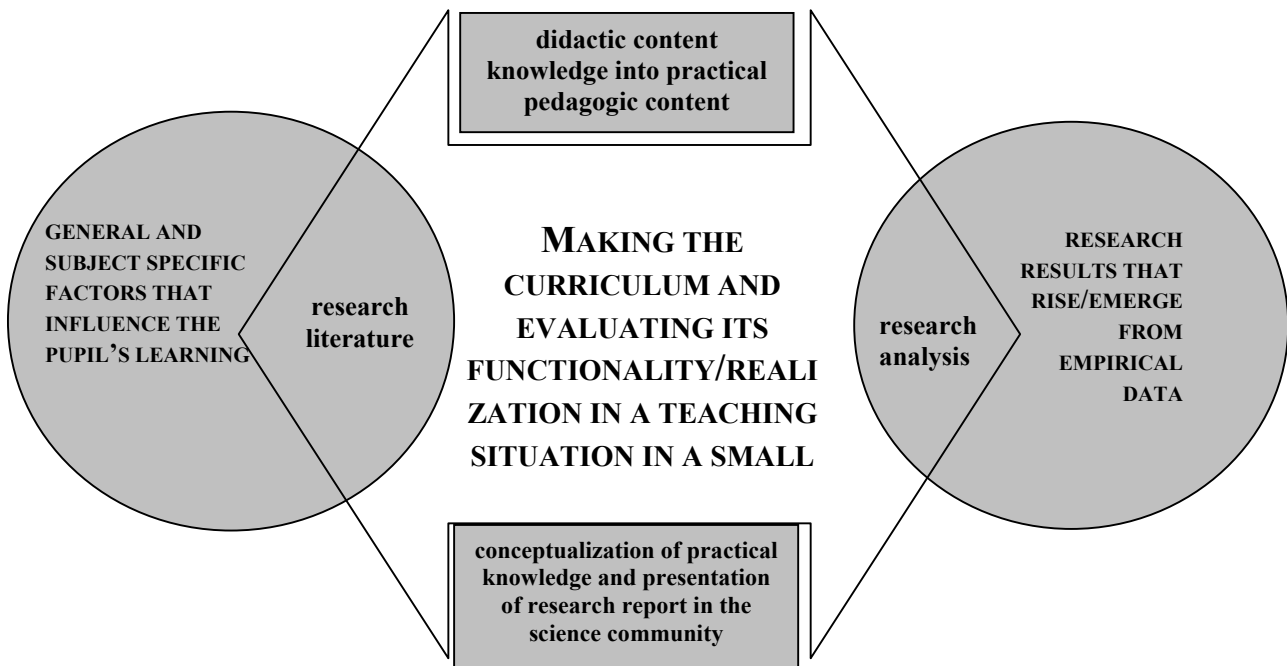 didactic content
knowledge into practical
pedagogic content
GENERAL AND
SUBJECT SPECIFIC
FACTORS THAT
INFLUENCE THE
PUPIL'S LEARNING
research
literature
MAKING THE
CURRICULUM AND
EVALUATING ITS
FUNCTIONALITY/REALI
ZATION IN A TEACHING
SITUATION IN A SMALL
research
analysis
RESEARCH
RESULTS THAT
RISE/EMERGE
FROM
EMPIRICAL
DATA
conceptualization of practical
knowledge and presentation
of research report in the
science community